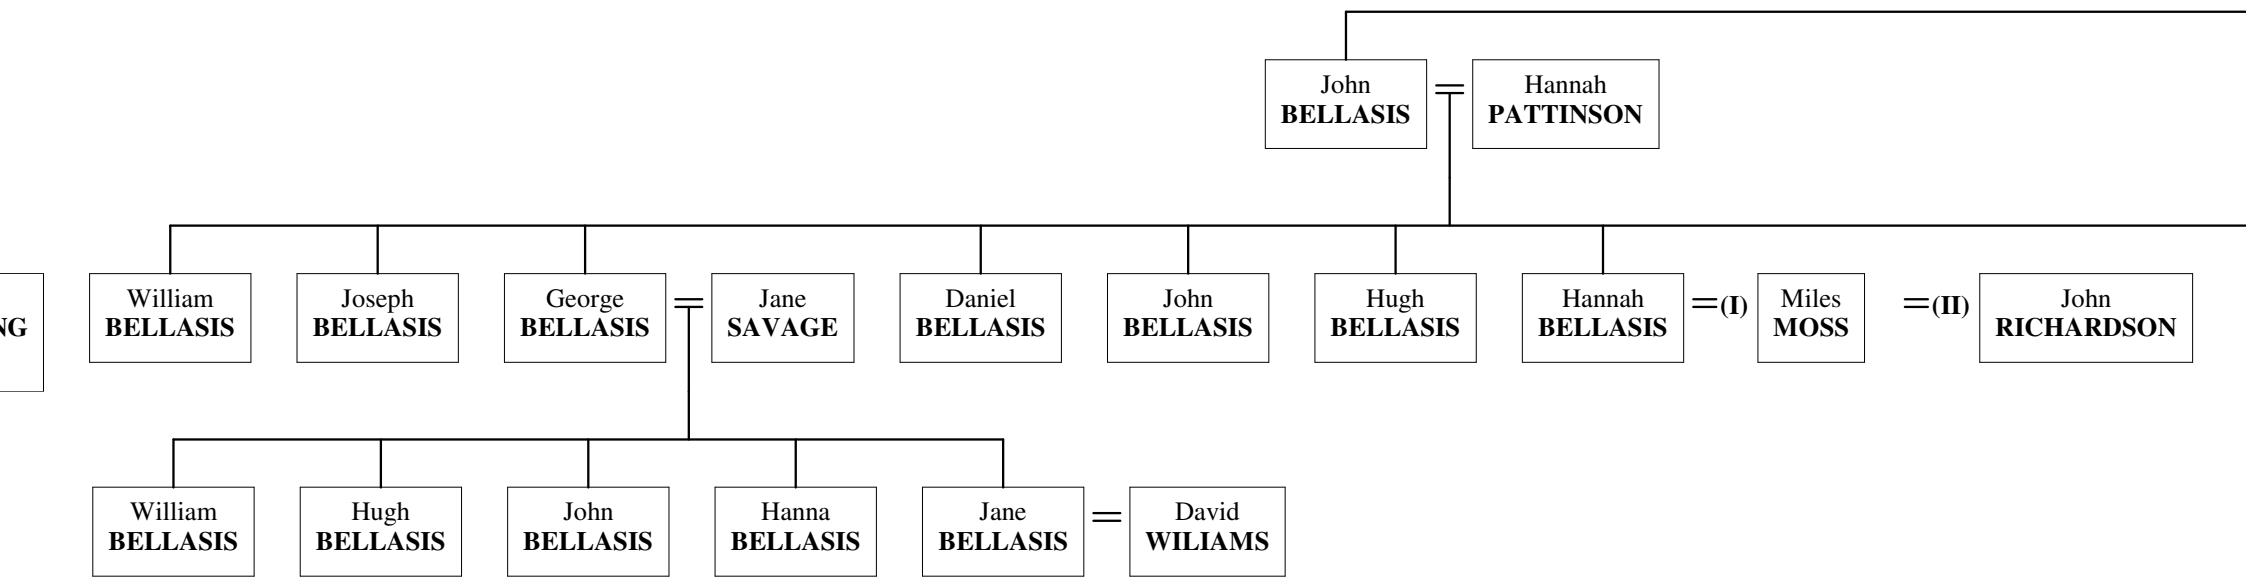 John
BELLASIS
Hannah
PATTINSON
NG
William
BELLASIS
Joseph
BELLASIS
George
BELLASIS
Jane
SAVAGE
Daniel
BELLASIS
John
BELLASIS
Hugh
BELLASIS
Hannah
BELLASIS
=(I)
Miles
MOSS
=(II)
John
RICHARDSON
William
BELLASIS
Hugh
BELLASIS
John
BELLASIS
Hanna
BELLASIS
Jane
BELLASIS
David
WILIAMS